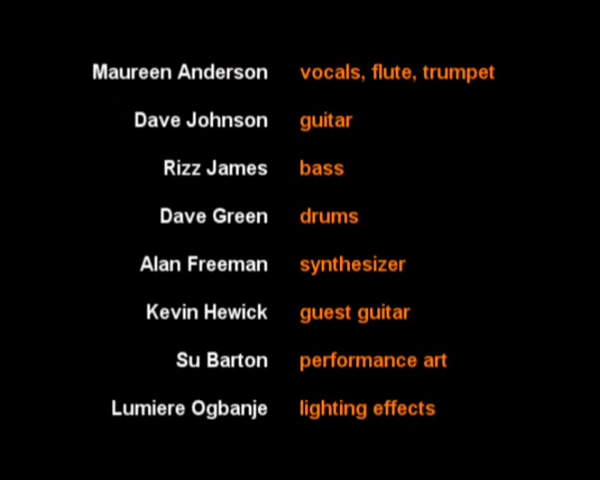 Maureen Anderson vocals, flute, trumpet
Dave Johnson guitar
Rizz James bass
Dave Green drums
Alan Freeman synthesizer
Kevin Hewick guest guitar
Su Barton performance art
Lumiere Ogbanje lighting effects